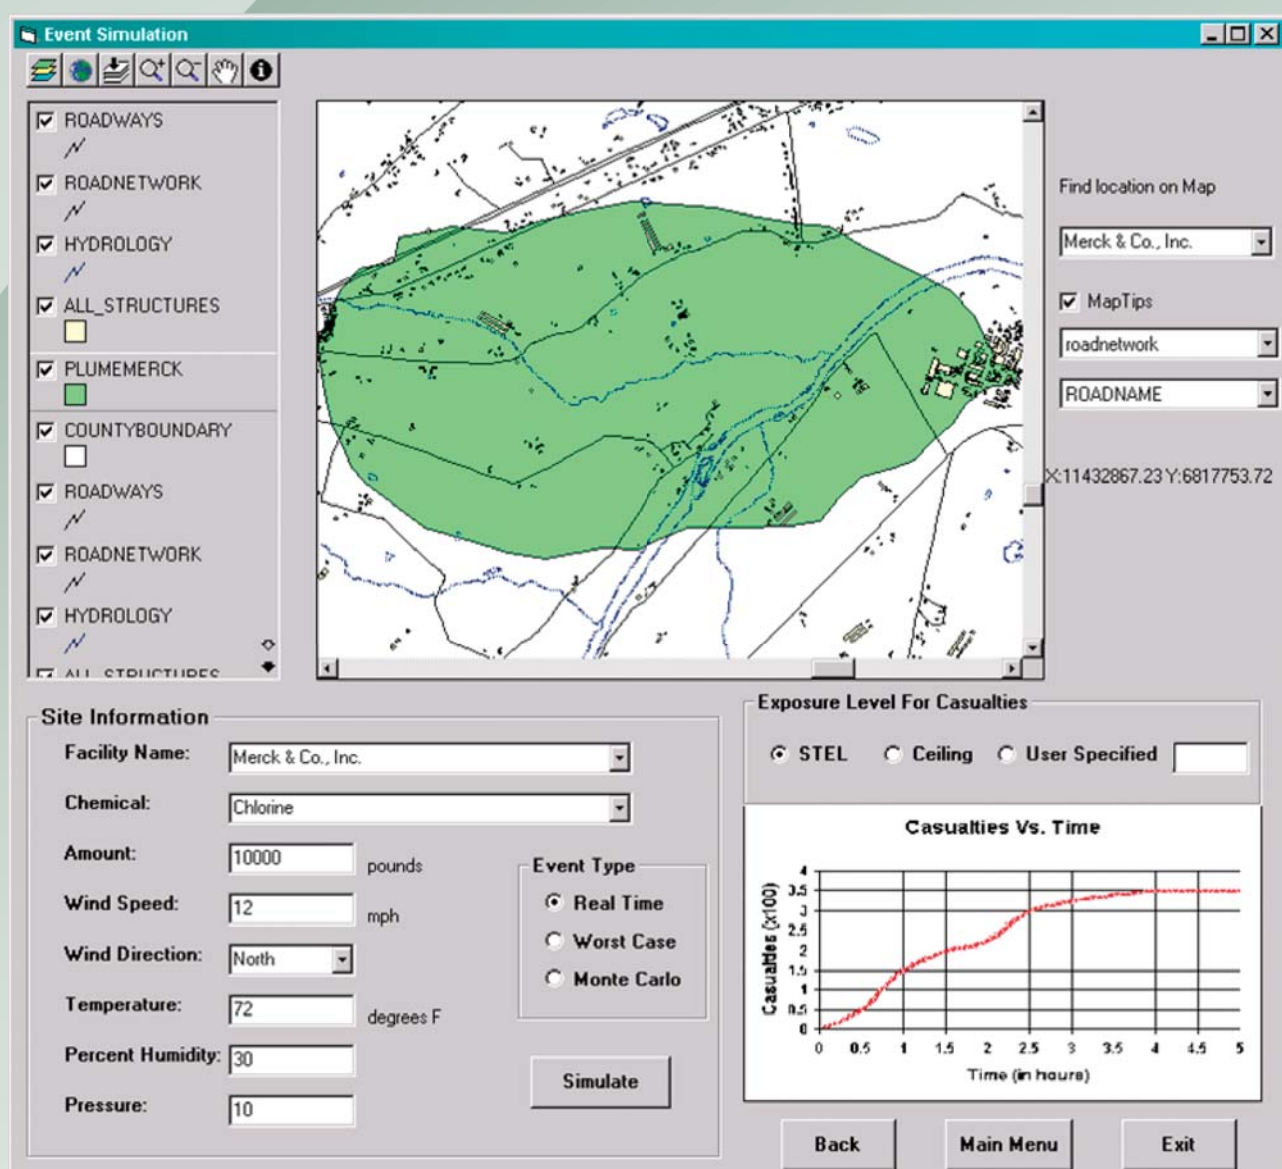 Event Simulation
ROADWAYS
ROADNETWORK
HYDROLOGY
ALL_STRUCTURES
PLUMEMERCK
COUNTYBOUNDARY
ROADWAYS
ROADNETWORK
HYDROLOGY
ALL_STRUCTURES
Find location on Map
Merck & Co., Inc.
MapTips
roadnetwork
ROADNAME
X:11432867.23 Y:6817753.72
Site Information
Facility Name: Merck & Co., Inc.
Chemical: Chlorine
Amount: 10000 pounds
Wind Speed: 12 mph
Wind Direction: North
Temperature: 72 degrees F
Percent Humidity: 30
Pressure: 10
Event Type
Real Time
Worst Case
Monte Carlo
Simulate
Exposure Level For Casualties
STEL Ceiling User Specified
Casualties Vs. Time
Casualties (x100)
4
3.5
3
2.5
2
1.5
1
0.5
0
0 0.5 1 1.5 2 2.5 3 3.5 4 4.5 5
Time (in hours)
Back Main Menu Exit